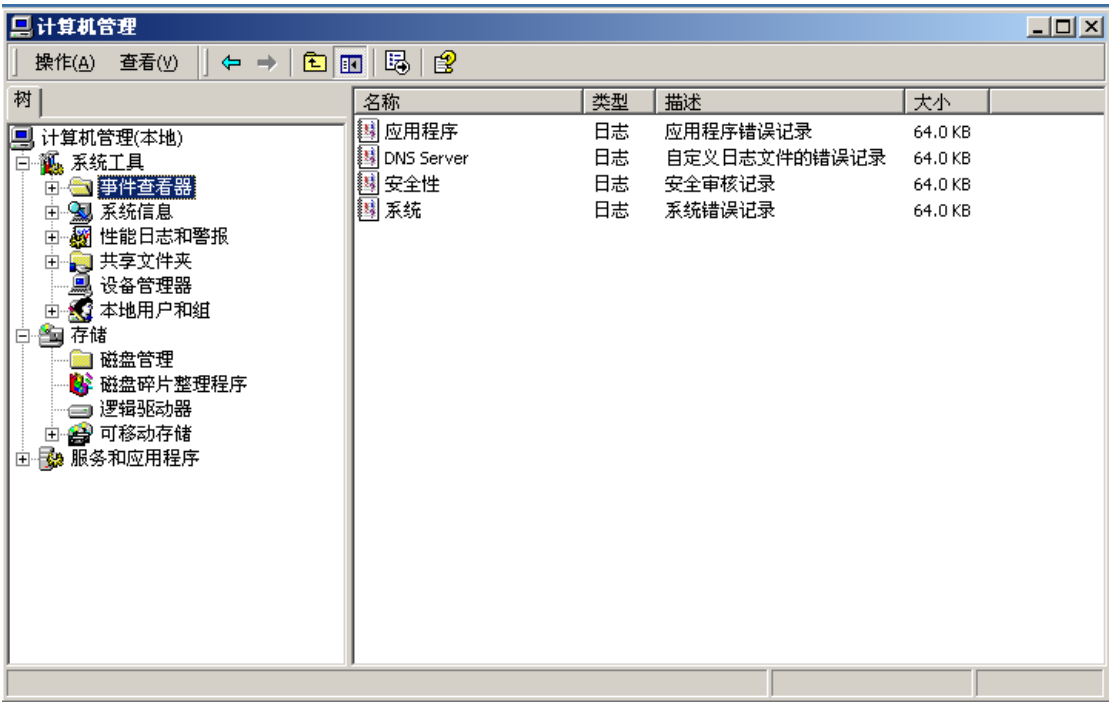 计算机管理
操作(A) 查看(V)
树
名称 类型 描述 大小
计算机管理(本地)
系统工具
事件查看器
系统信息
性能日志和警报
共享文件夹
设备管理器
本地用户和组
存储
磁盘管理
磁盘碎片整理程序
逻辑驱动器
可移动存储
服务和应用程序
应用程序 日志 应用程序错误记录 64.0 KB
DNS Server 日志 自定义日志文件的错误记录 64.0 KB
安全性 日志 安全审核记录 64.0 KB
系统 日志 系统错误记录 64.0 KB